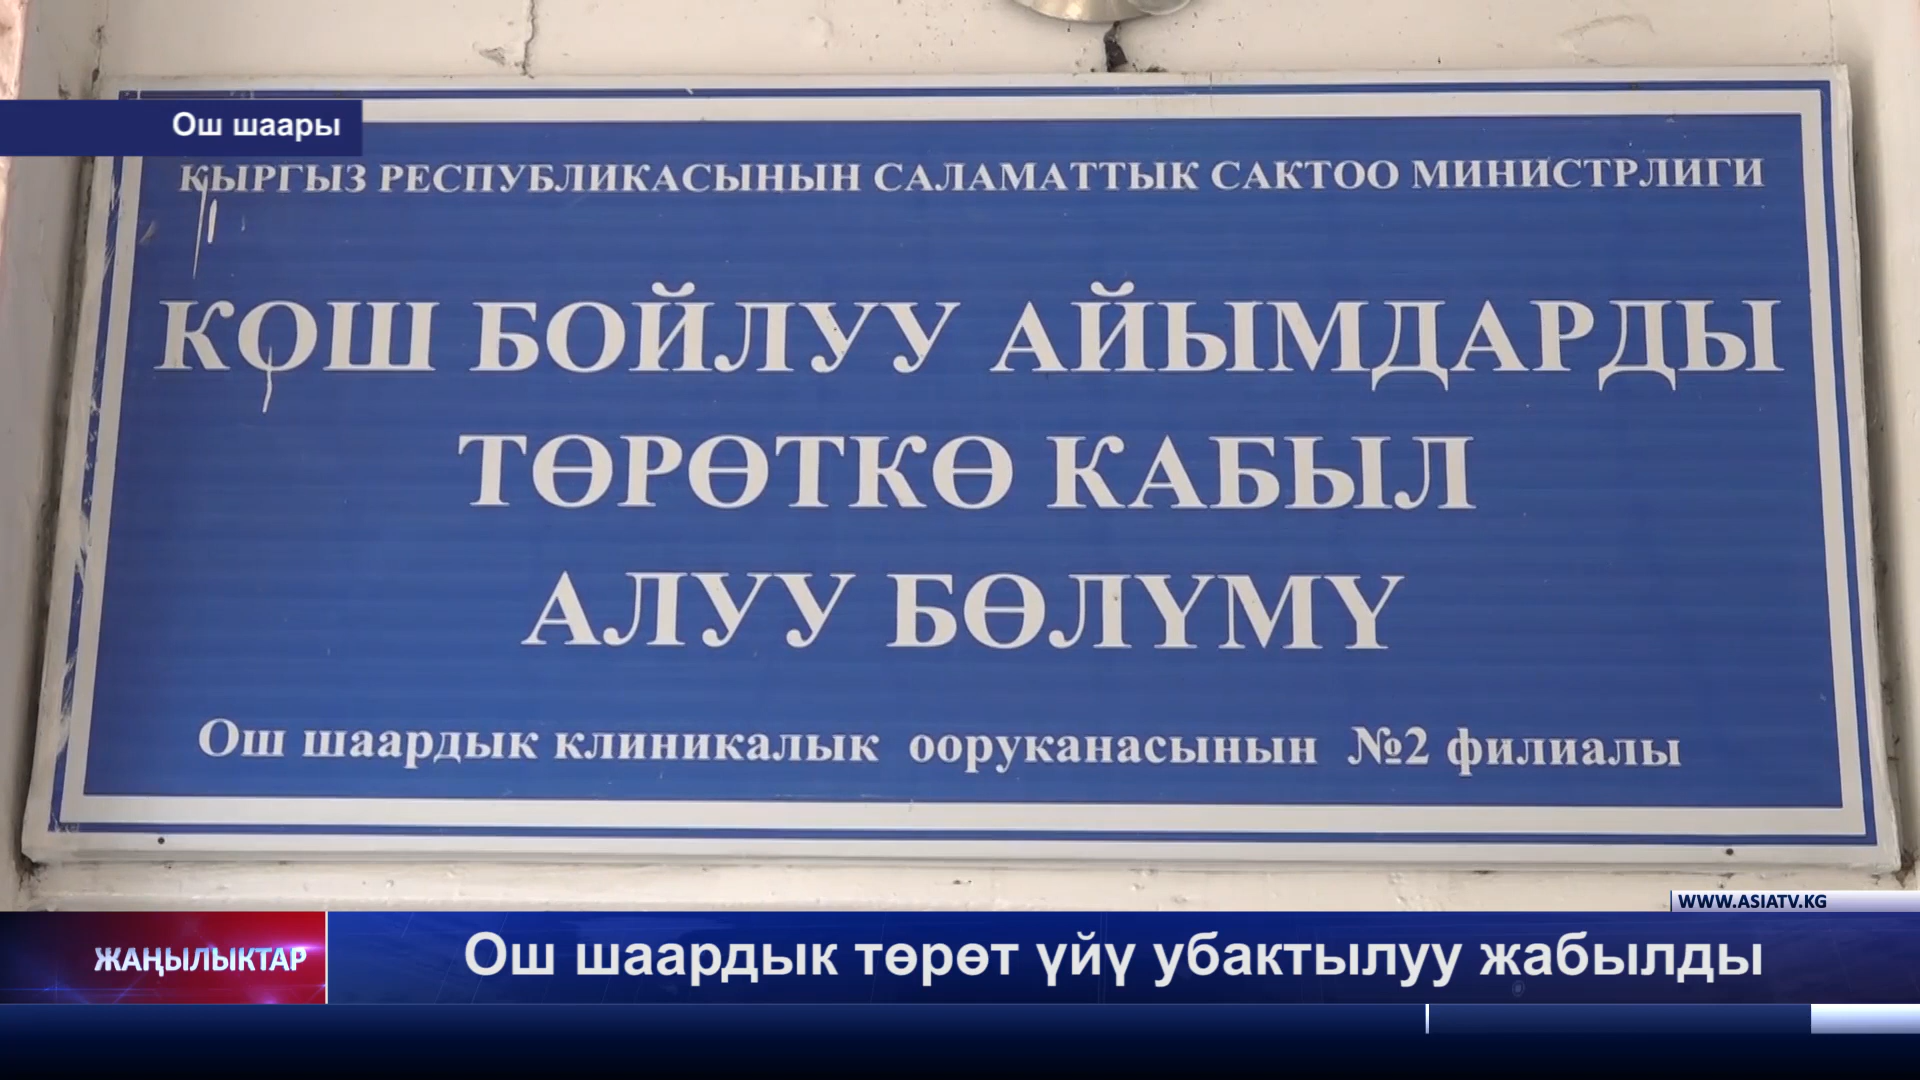 Ош шаары
КЫРГЫЗ РЕСПУБЛИКАСЫНЫН САЛАМАТТЫК САКТОО МИНИСТРЛИГИ
КОШ БОЙЛУУ АЙЫМДАРДЫ
ТӨРӨТКӨ КАБЫЛ
АЛУУ БӨЛҮМҮ
Ош шаардык клиникалык ооруканасынын №2 филиалы
WWW.ASIATV.KG
ЖАҢЫЛЫКТАР
Ош шаардык төрөт үйү убактылуу жабылды